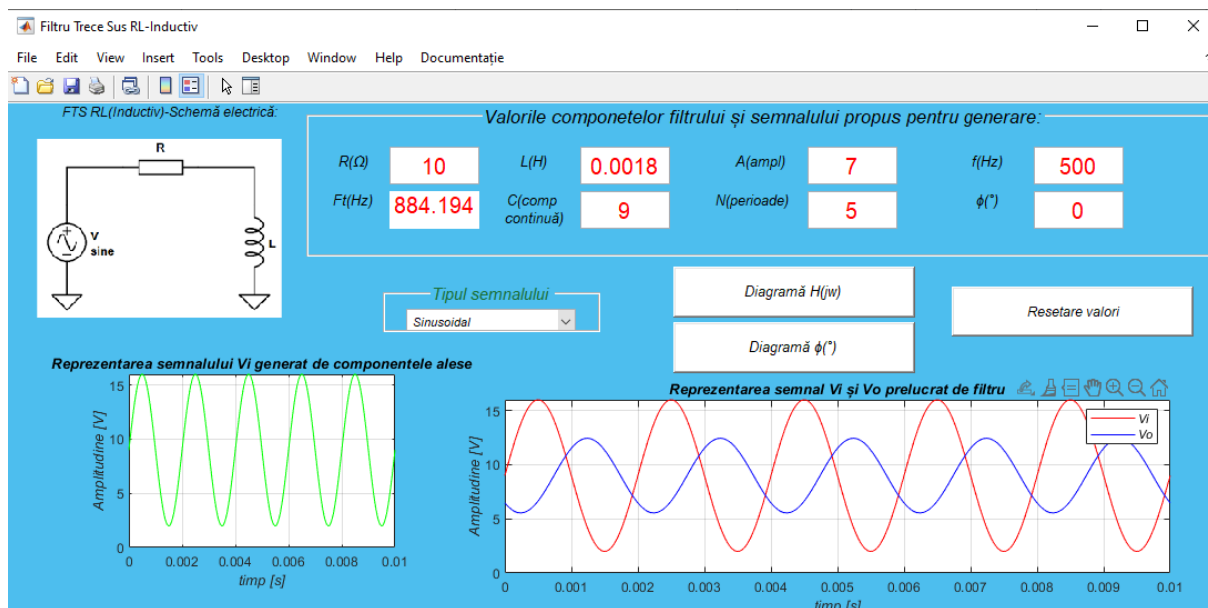 Filtru Trece Sus RL-Inductiv
File Edit View Insert Tools Desktop Window Help Documentație
FTS RL(Inductiv)-Schemă electrică:
R
V
sine
L
Valorile componetelor filtrului și semnalului propus pentru generare:
R(Ω) 10 L(H) 0.0018 A(ampl) 7 f(Hz) 500
Ft(Hz) 884.194 C(comp continuă) 9 N(perioade) 5 ϕ(°) 0
Tipul semnalului
Sinusoidal
Diagramă H(jw)
Diagramă ϕ(°)
Resetare valori
Reprezentarea semnalului Vi generat de componentele alese
Amplitudine [V]
15
10
5
0
0 0.002 0.004 0.006 0.008 0.01
timp [s]
Reprezentarea semnal Vi și Vo prelucrat de filtru
Vi
Vo
Amplitudine [V]
15
10
5
0
0 0.001 0.002 0.003 0.004 0.005 0.006 0.007 0.008 0.009 0.01
timp [s]